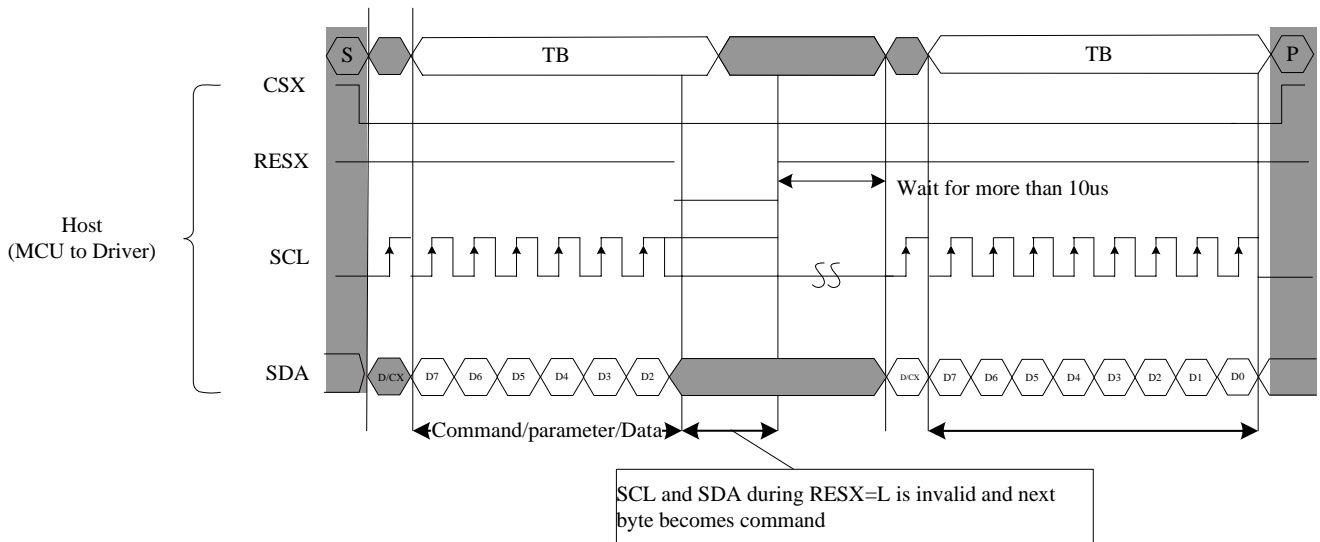 S TB TB P
CSX
RESX
Wait for more than 10us
Host
(MCU to Driver)
SCL
SDA
D/CX D7 D6 D5 D4 D3 D2 D/CX D7 D6 D5 D4 D3 D2 D1 D0
Command/parameter/Data
SCL and SDA during RESX=L is invalid and next
byte becomes command